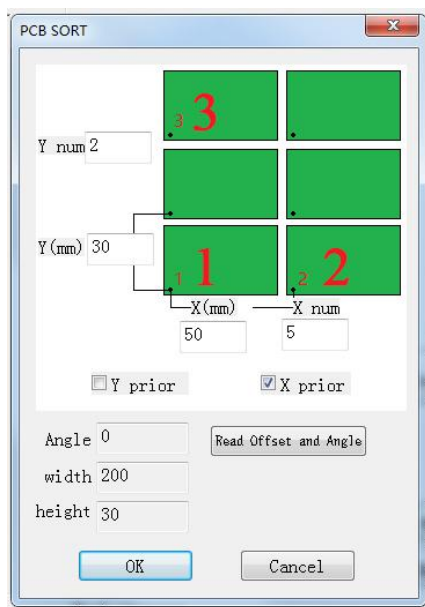 PCB SORT
3 3
Y num 2
Y(mm) 30
1 1 2 2
X(mm) X num
50 5
Y prior X prior
Angle 0 Read Offset and Angle
width 200
height 30
OK Cancel